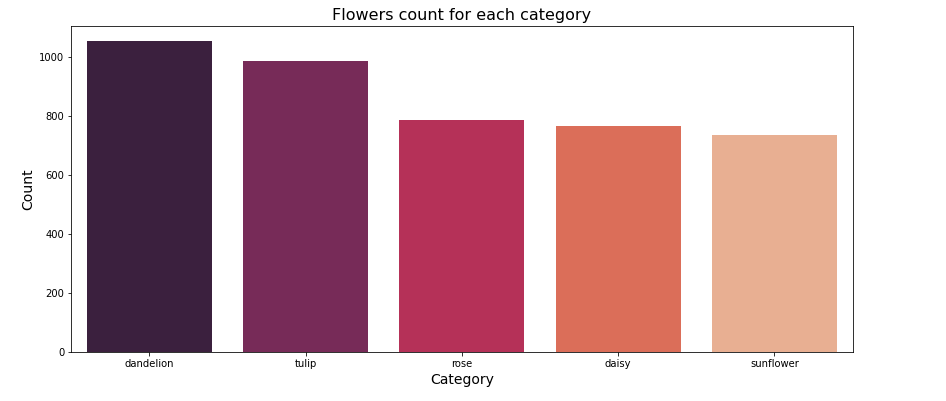 Flowers count for each category
1000
800
600
400
200
0
Count
dandelion tulip rose daisy sunflower
Category